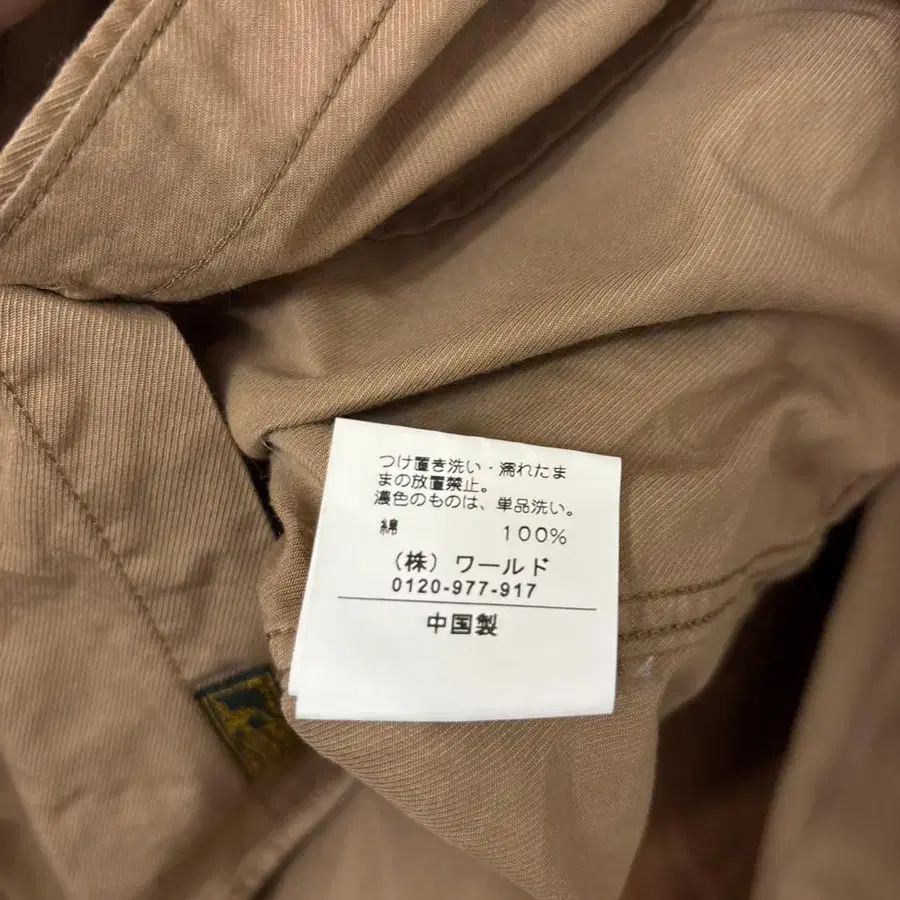 つけ置き洗い・濡れたま
まの放置禁止。
濃色のものは、単品洗い。
綿 100%
(株)ワールド
0120-977-917
中国製